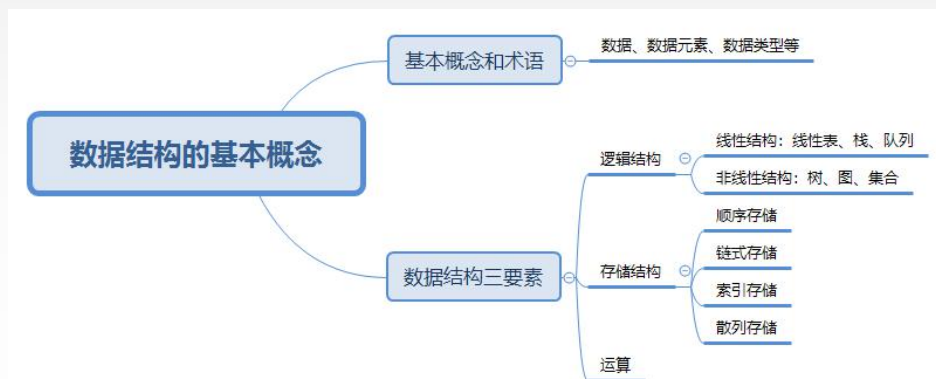 数据结构的基本概念
基本概念和术语
数据、数据元素、数据类型等
数据结构三要素
逻辑结构
线性结构：线性表、栈、队列
非线性结构：树、图、集合
存储结构
顺序存储
链式存储
索引存储
散列存储
运算